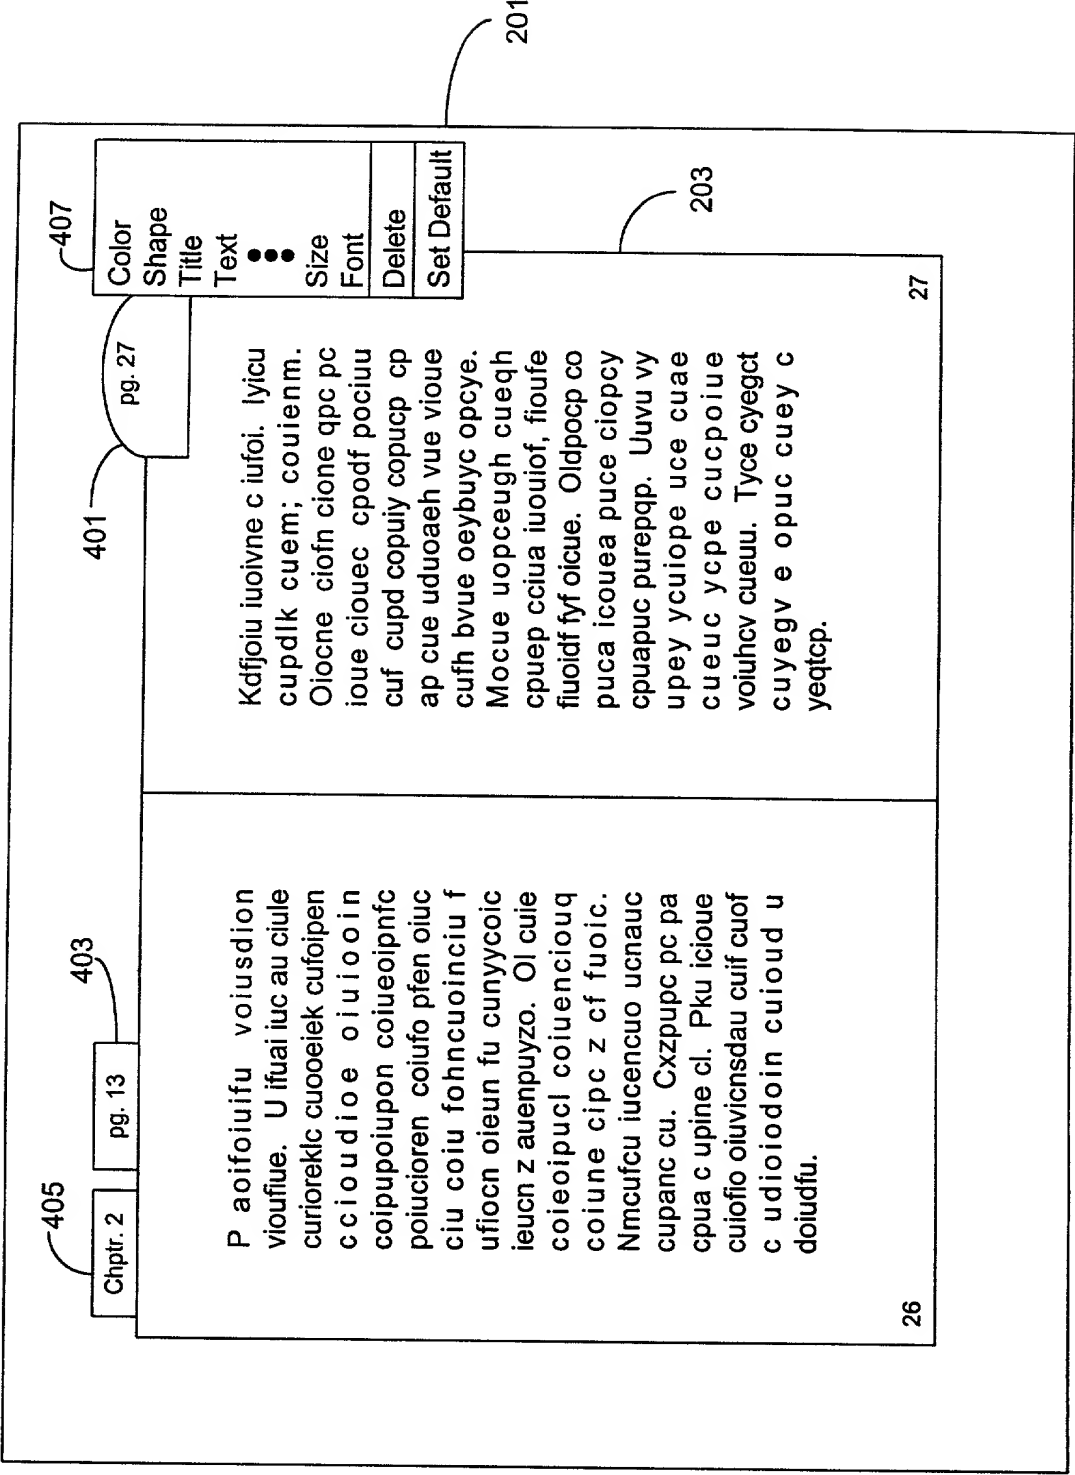 201
407
Color
Shape
Title
Text
Size
Font
Delete
Set Default
203
401
pg. 27
403
pg. 13
405
Chptr. 2
P aoifoiuifu voiusdion
vioufiue. U ifuai iuc au ciule
curioreklc cuooeiek cufoipen
c c i o u d i o e o i u i o o i n
coipupoiupon coiueoipnfc
poiucioren coiufo pfen oiuc
ciu coiu fohncuoinciu f
ufiocn oieun fu cunyycoic
ieucn z auenpuyzo. Ol cuie
coieoipucl coiuenciouq
coiune cipc z cf fuoic.
Nmcufcu iucencuo ucnauc
cupanc cu. Cxzpupc pc pa
cpua c upine cl. Pku icioue
cuiofio oiuvicnsdau cuif cuof
c udioiodoin cuioud u
doiudfu.
26
Kdfjoiu iuoivne c iufoi. Iyicu
cupdlk cuem; couienm.
Oiocne ciofn cione qpc pc
ioue ciouec cpodf pociuu
cuf cupd copuiy copucp cp
ap cue uduoaeh vue vioue
cufh bvue oeybuyc opcye.
Mocue uopceugh cueqh
cpuep cciua iuouiof, fioufe
fiuoidf fyf oicue. Oldpocp co
puca icouea puce ciopcy
cpuapuc purepqp. Uuvu vy
upey ycuiope uce cuae
cueuc ycpe cucpoiue
voiuhcv cueuu. Tyce cyegct
cuyegv e opuc cuey c
yeqtcp.
27